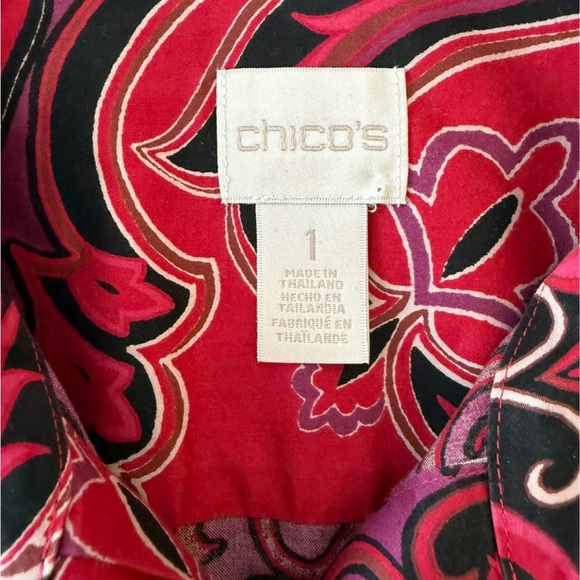 chico's
1
MADE IN
THAILAND
HECHO EN
TAILANDIA
FABRIQUÉ EN
THAÏLANDE